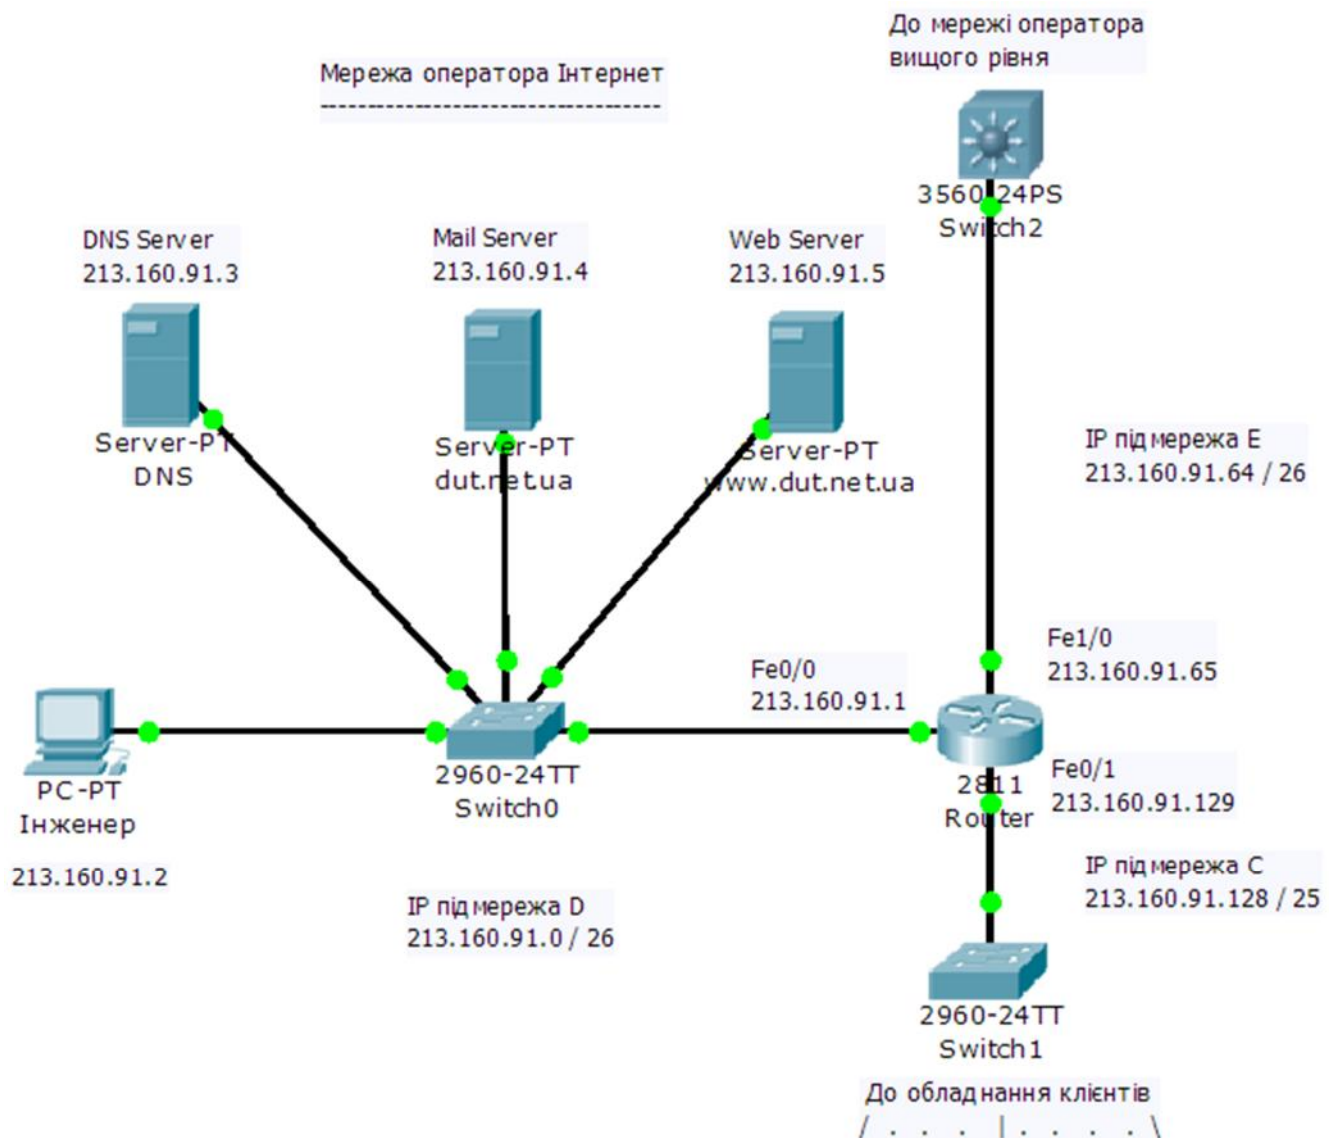 До мережі оператора
вищого рівня
Мережа оператора Інтернет
----------------------------------
3560-24PS
Switch2
DNS Server
213.160.91.3
Mail Server
213.160.91.4
Web Server
213.160.91.5
Server-PT
DNS
Server-PT
dut.net.ua
Server-PT
www.dut.net.ua
IP підмережа E
213.160.91.64 / 26
Fe1/0
213.160.91.65
Fe0/0
213.160.91.1
2960-24TT
Switch0
PC-PT
Інженер
213.160.91.2
2811
Router
Fe0/1
213.160.91.129
IP підмережа D
213.160.91.0 / 26
IP підмережа C
213.160.91.128 / 25
2960-24TT
Switch1
До обладнання клієнтів
/ . . . | . . . . \